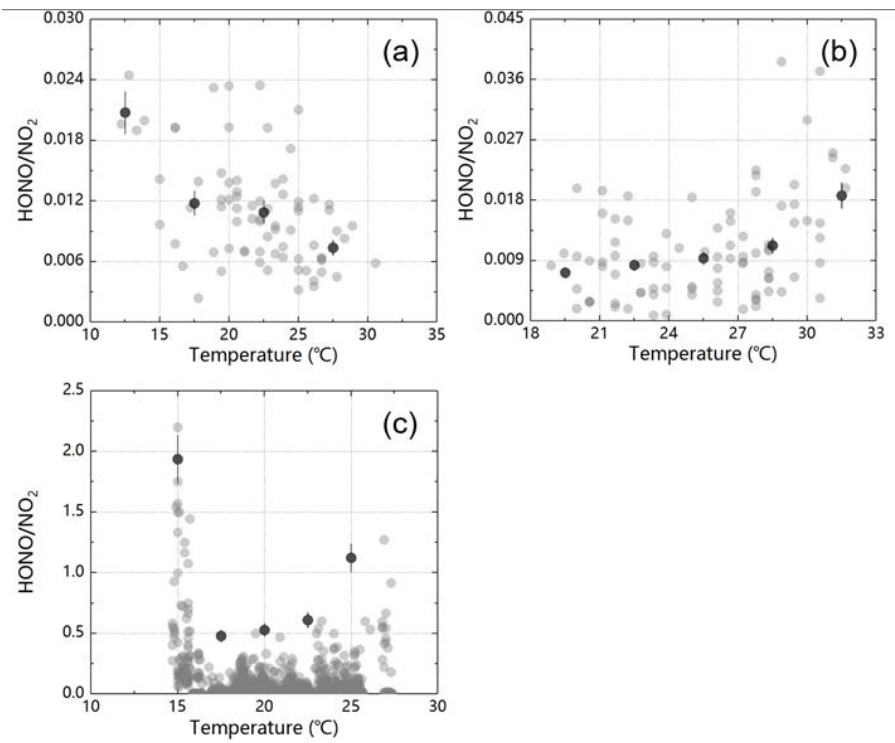 (a)
HONO/NO₂
0.030
0.024
0.018
0.012
0.006
0.000
10 15 20 25 30 35
Temperature (℃)
(b)
HONO/NO₂
0.045
0.036
0.027
0.018
0.009
0.000
18 21 24 27 30 33
Temperature (℃)
(c)
HONO/NO₂
2.5
2.0
1.5
1.0
0.5
0.0
10 15 20 25 30
Temperature (℃)